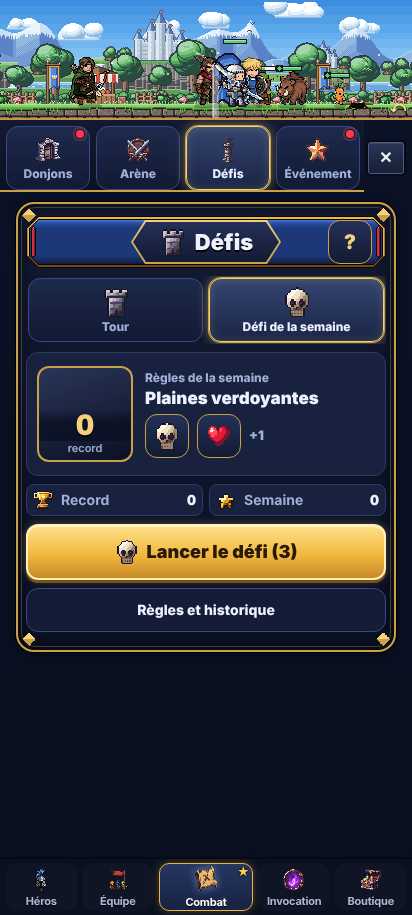 Donjons
Arène
Défis
Événement
×
Défis
?
Tour
Défi de la semaine
Règles de la semaine
Plaines verdoyantes
0
record
+1
Record 0
Semaine 0
Lancer le défi (3)
Règles et historique
Héros
Équipe
Combat
Invocation
Boutique